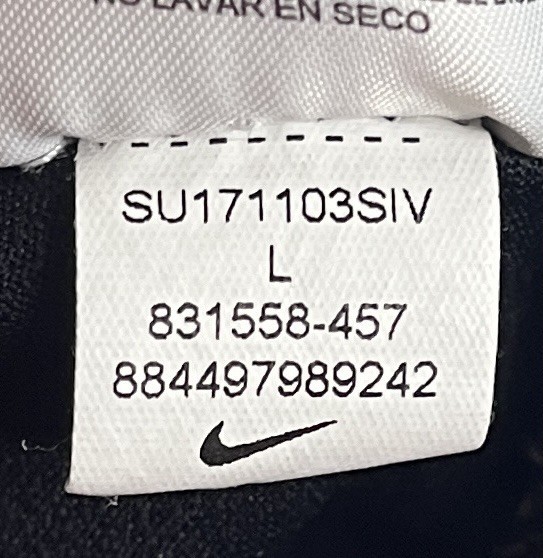 NO LAVAR EN SECO
SU171103SIV
L
831558-457
884497989242